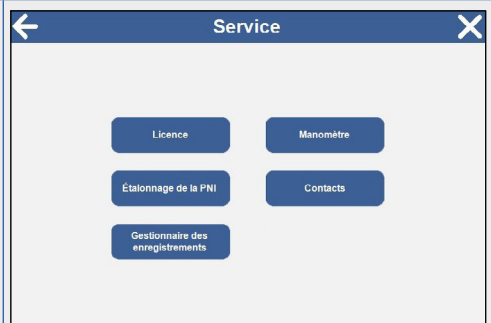 Service
Licence
Manomètre
Étalonnage de la PNI
Contacts
Gestionnaire des
enregistrements